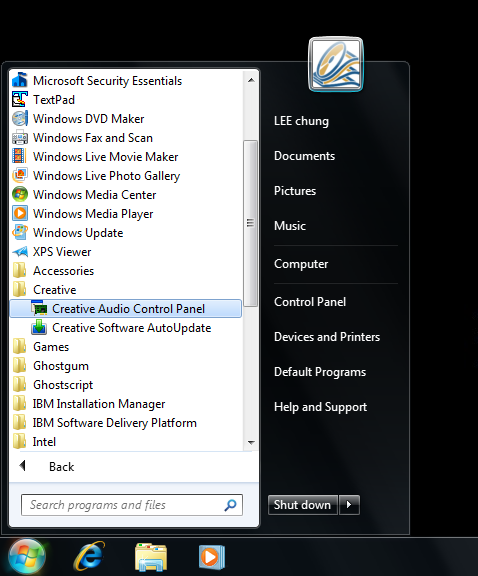 Microsoft Security Essentials
TextPad
Windows DVD Maker
Windows Fax and Scan
Windows Live Movie Maker
Windows Live Photo Gallery
Windows Media Center
Windows Media Player
Windows Update
XPS Viewer
Accessories
Creative
Creative Audio Control Panel
Creative Software AutoUpdate
Games
Ghostgum
Ghostscript
IBM Installation Manager
IBM Software Delivery Platform
Intel
Back
Search programs and files
LEE chung
Documents
Pictures
Music
Computer
Control Panel
Devices and Printers
Default Programs
Help and Support
Shut down